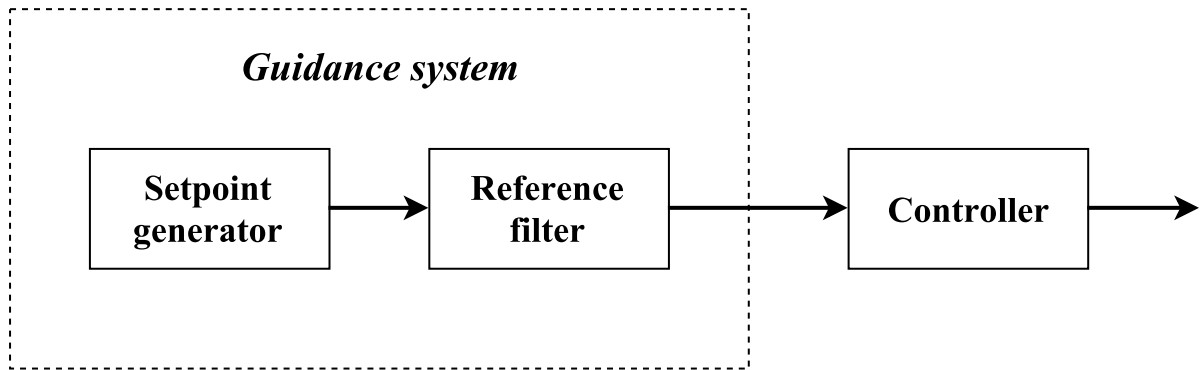 Guidance system
Setpoint
generator
Reference
filter
Controller